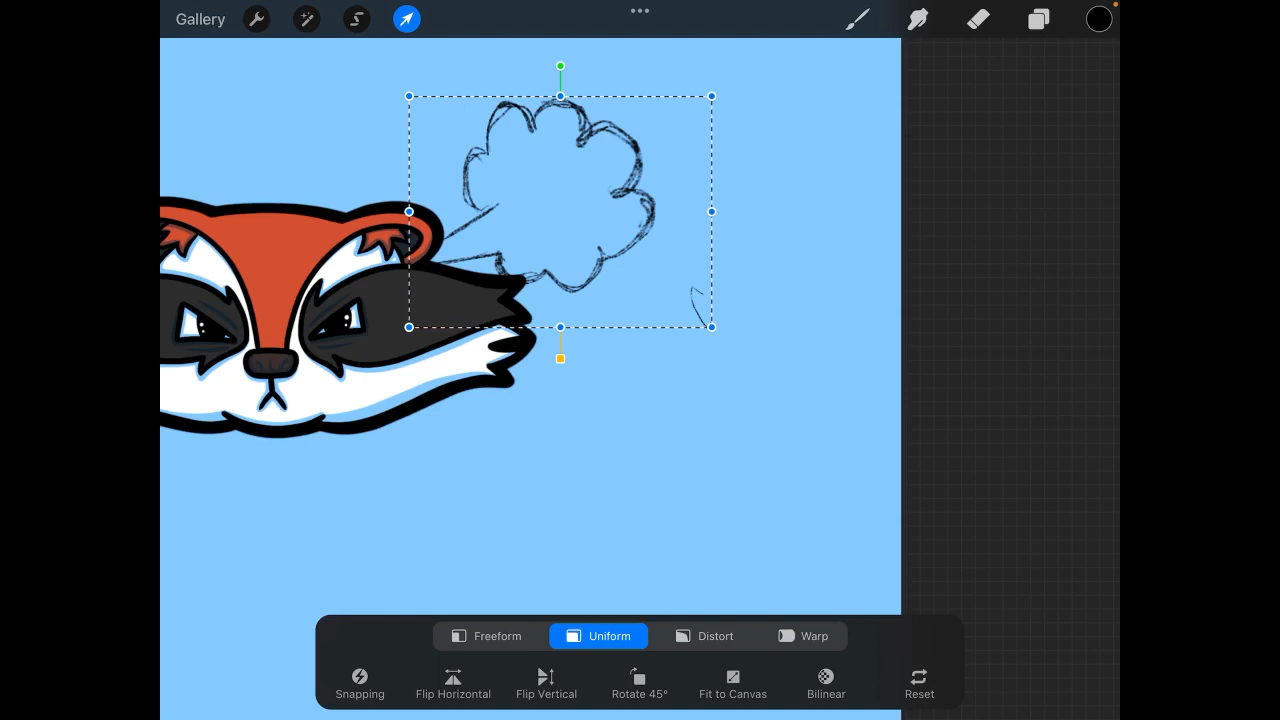 Gallery
Freeform Uniform Distort Warp
Snapping Flip Horizontal Flip Vertical Rotate 45° Fit to Canvas Bilinear Reset